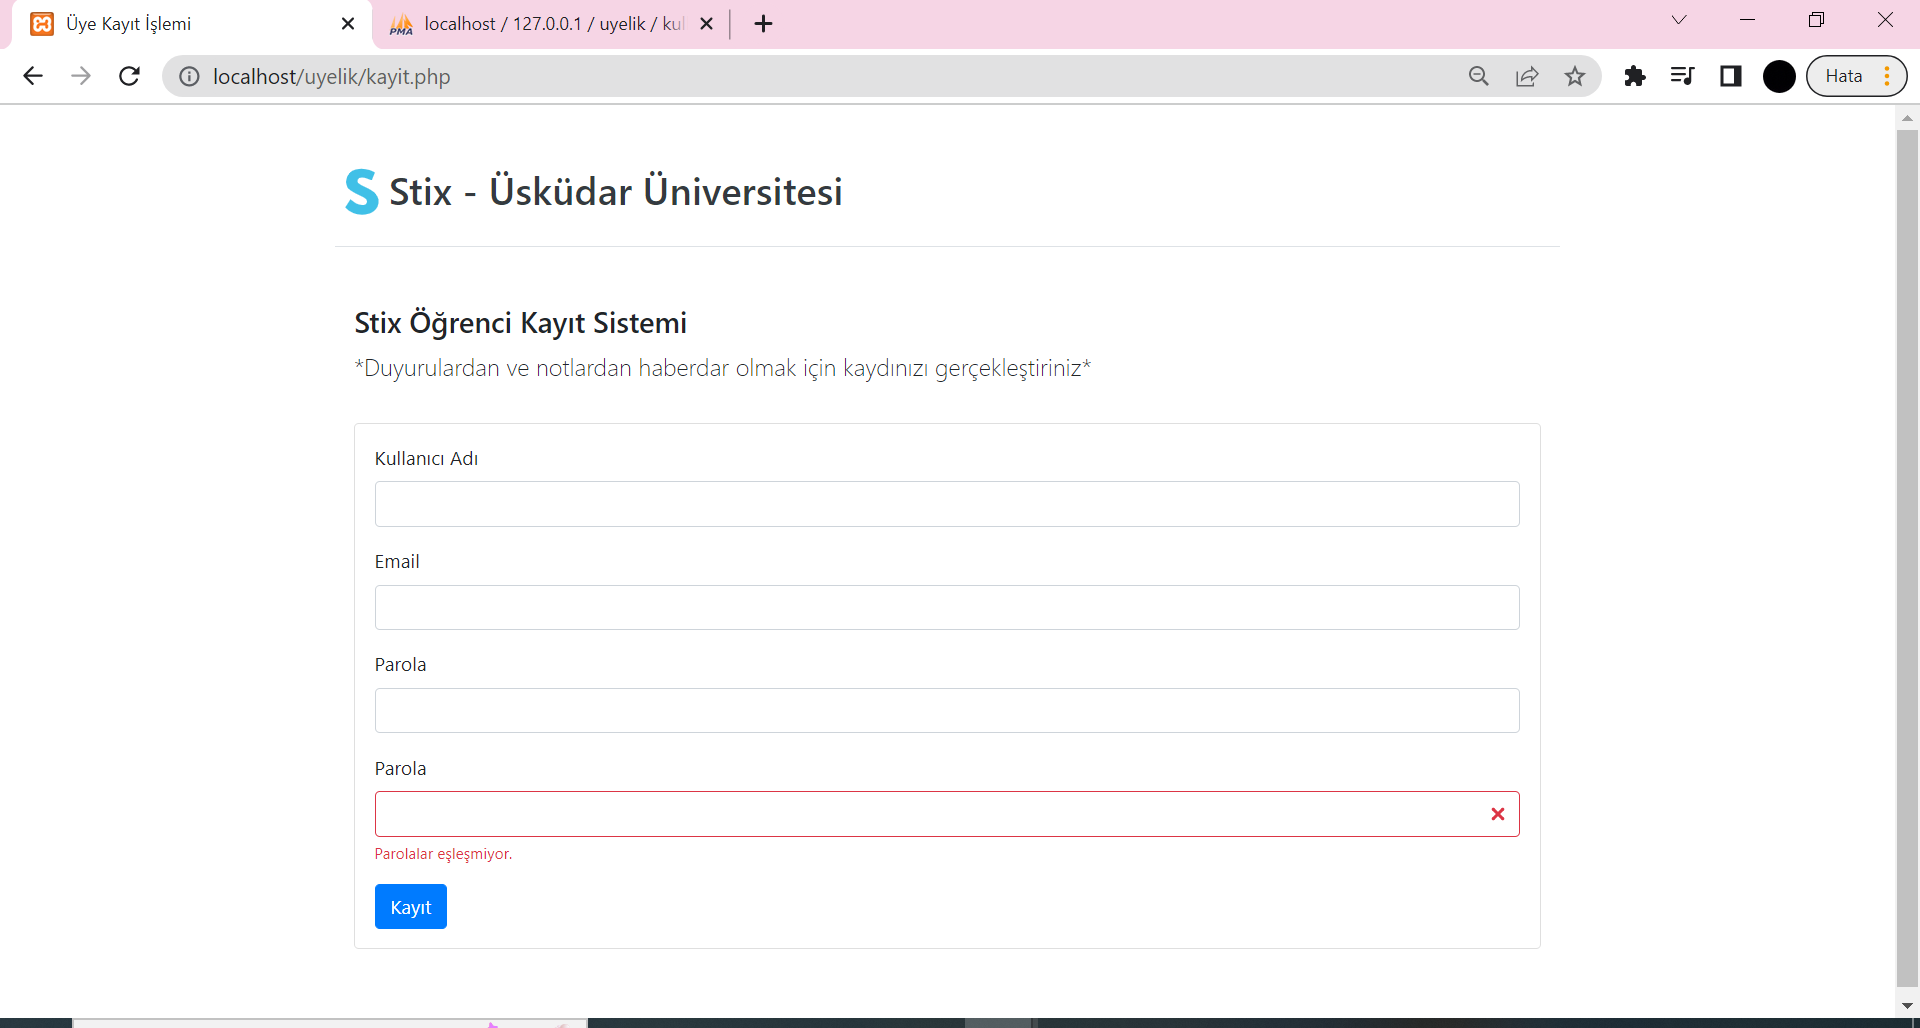 Üye Kayıt İşlemi
localhost / 127.0.0.1 / uyelik / kul
localhost/uyelik/kayit.php
Hata
S Stix - Üsküdar Üniversitesi
Stix Öğrenci Kayıt Sistemi
*Duyurulardan ve notlardan haberdar olmak için kaydınızı gerçekleştiriniz*
Kullanıcı Adı
Email
Parola
Parola
Parolalar eşleşmiyor.
Kayıt